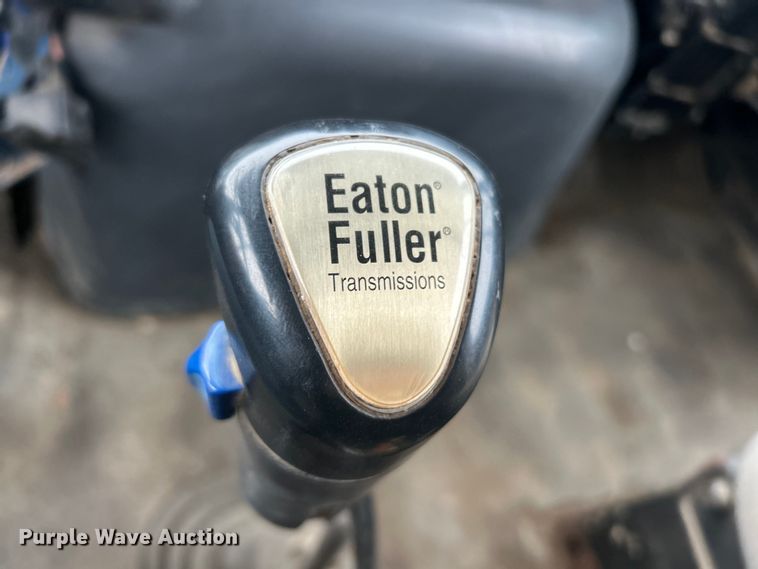 Eaton®
Fuller®
Transmissions
Purple Wave Auction